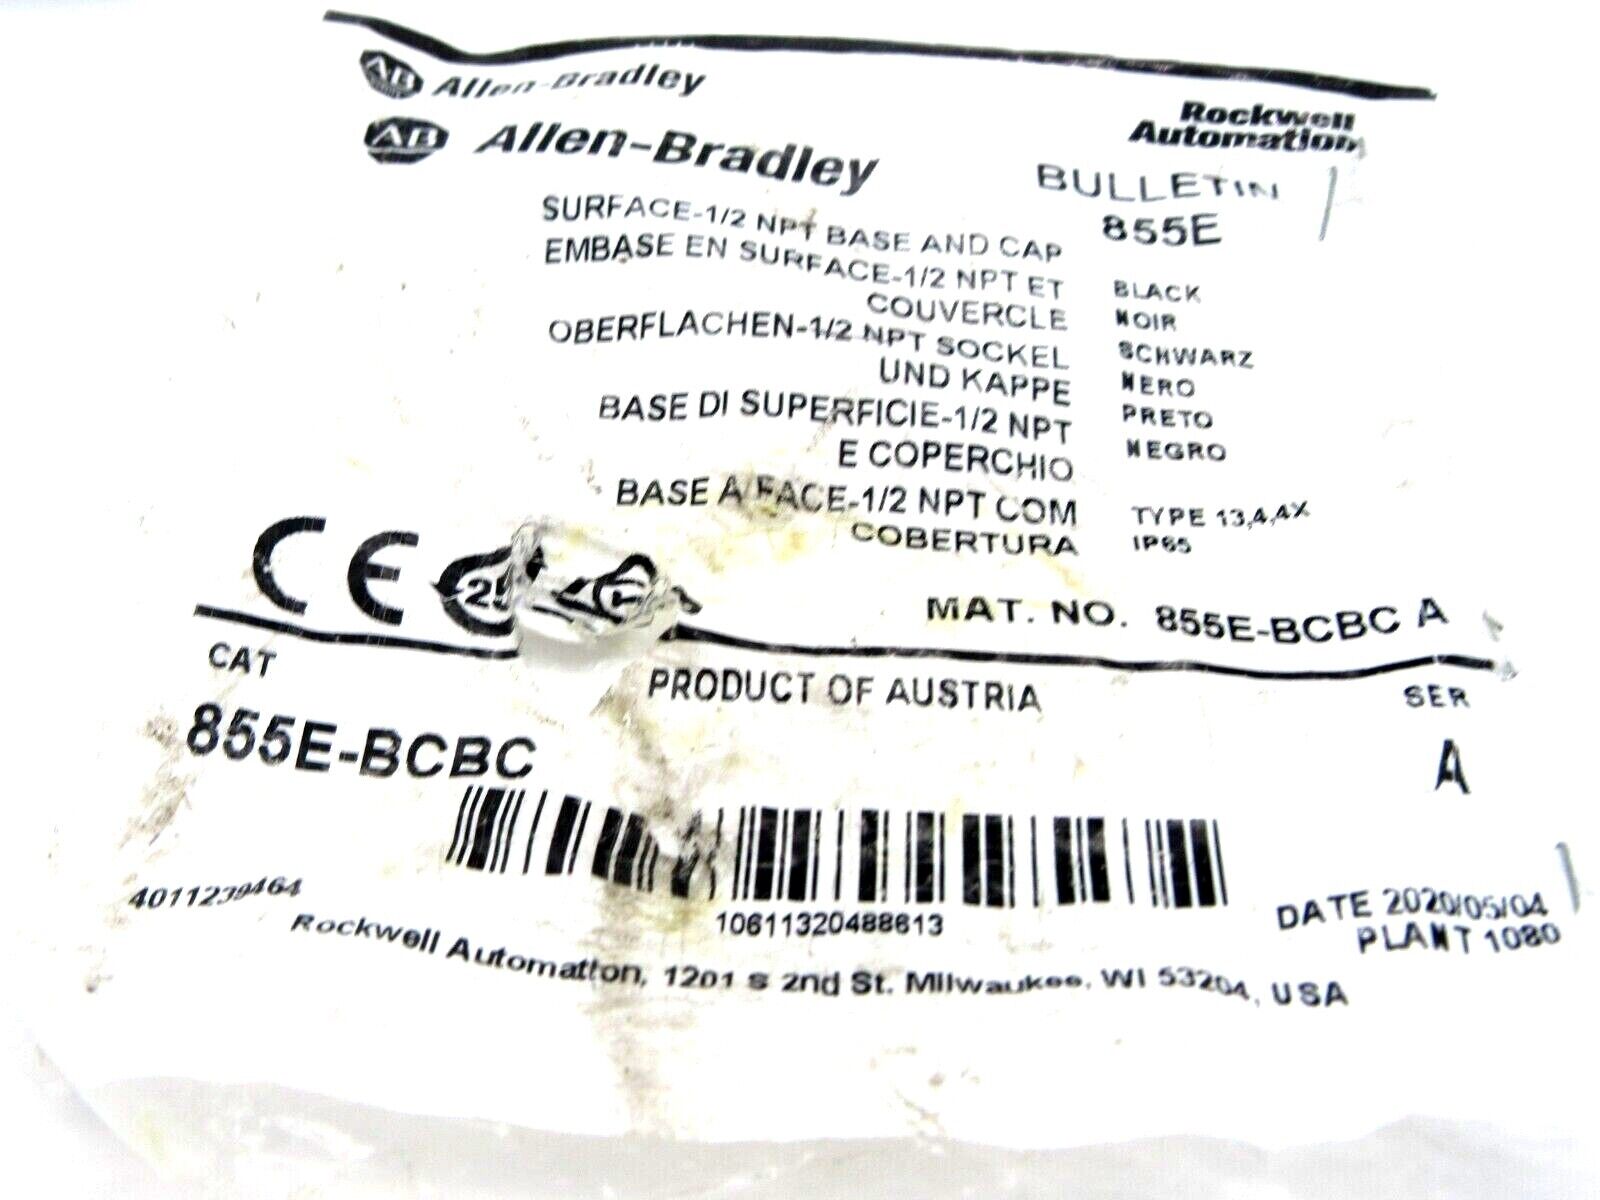 AB Allen-Bradley
AB Allen-Bradley
Rockwell
Automation
BULLETIN
855E
SURFACE-1/2 NPT BASE AND CAP
EMBASE EN SURFACE-1/2 NPT ET
COUVERCLE
OBERFLACHEN-1/2 NPT SOCKEL
UND KAPPE
BASE DI SUPERFICIE-1/2 NPT
E COPERCHIO
BASE A FACE-1/2 NPT COM
COBERTURA
BLACK
NOIR
SCHWARZ
NERO
PRETO
NEGRO
TYPE 13,4,4X
IP65
CE
25
MAT. NO. 855E-BCBC A
CAT
PRODUCT OF AUSTRIA
SER
855E-BCBC
A
4011239464
10611320488613
DATE 2020/05/04
PLANT 1080
Rockwell Automation, 1201 S 2nd St. Milwaukee, WI 53204, USA